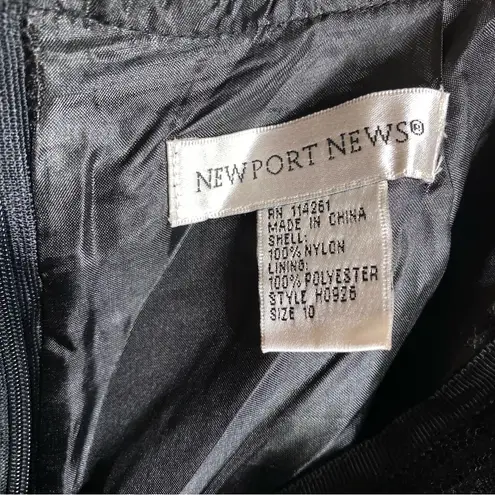 NEWPORT NEWS®
RN 114261
MADE IN CHINA
SHELL:
100% NYLON
LINING:
100% POLYESTER
STYLE H0926
SIZE 10